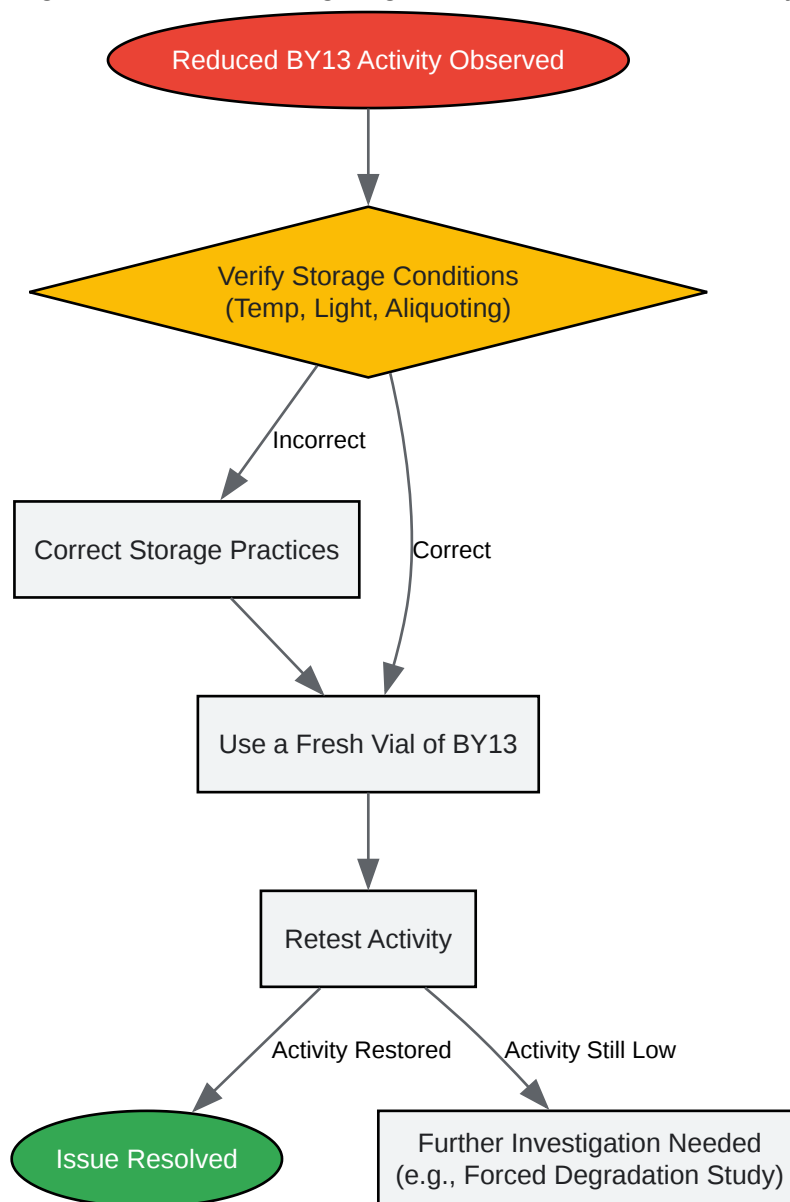 Reduced BY13 Activity Observed
Verify Storage Conditions
(Temp, Light, Aliquoting)
Incorrect
Correct Storage Practices
Correct
Use a Fresh Vial of BY13
Retest Activity
Activity Restored
Activity Still Low
Issue Resolved
Further Investigation Needed
(e.g., Forced Degradation Study)